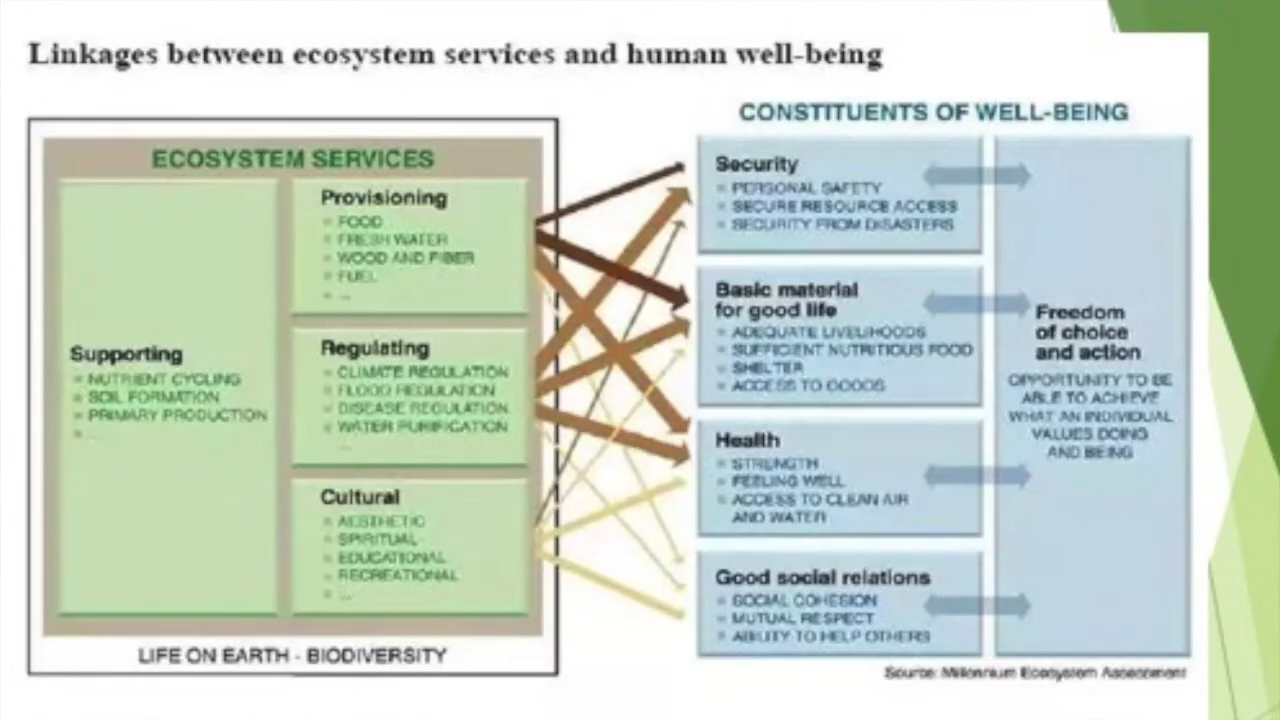 Linkages between ecosystem services and human well-being
ECOSYSTEM SERVICES
Supporting
NUTRIENT CYCLING
SOIL FORMATION
PRIMARY PRODUCTION
...
Provisioning
FOOD
FRESH WATER
WOOD AND FIBER
FUEL
...
Regulating
CLIMATE REGULATION
FLOOD REGULATION
DISEASE REGULATION
WATER PURIFICATION
...
Cultural
AESTHETIC
SPIRITUAL
EDUCATIONAL
RECREATIONAL
...
LIFE ON EARTH - BIODIVERSITY
CONSTITUENTS OF WELL-BEING
Security
PERSONAL SAFETY
SECURE RESOURCE ACCESS
SECURITY FROM DISASTERS
Basic material
for good life
ADEQUATE LIVELIHOODS
SUFFICIENT NUTRITIOUS FOOD
SHELTER
ACCESS TO GOODS
Health
STRENGTH
FEELING WELL
ACCESS TO CLEAN AIR
AND WATER
Good social relations
SOCIAL COHESION
MUTUAL RESPECT
ABILITY TO HELP OTHERS
Freedom
of choice
and action
OPPORTUNITY TO BE
ABLE TO ACHIEVE
WHAT AN INDIVIDUAL
VALUES DOING
AND BEING
Source: Millennium Ecosystem Assessment